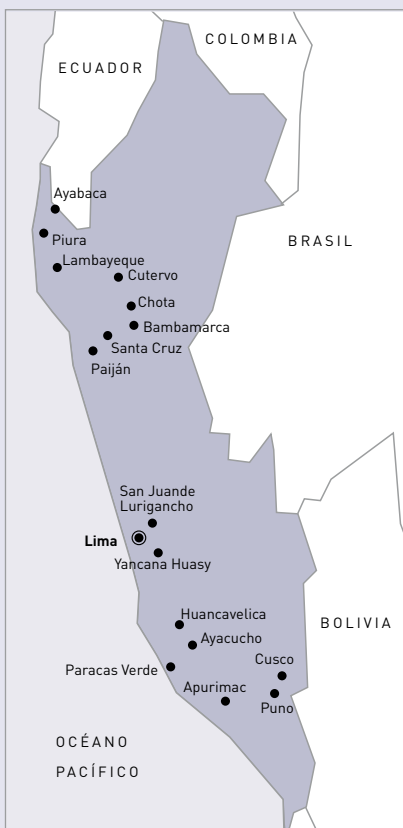 COLOMBIA
ECUADOR
Ayabaca
Piura
BRASIL
Lambayeque
Cutervo
Chota
Bambamarca
Santa Cruz
Paiján
San Juande
Lurigancho
Lima
Yancana Huasy
Huancavelica
BOLIVIA
Ayacucho
Cusco
Paracas Verde
Apurimac
Puno
OCÉANO
PACÍFICO